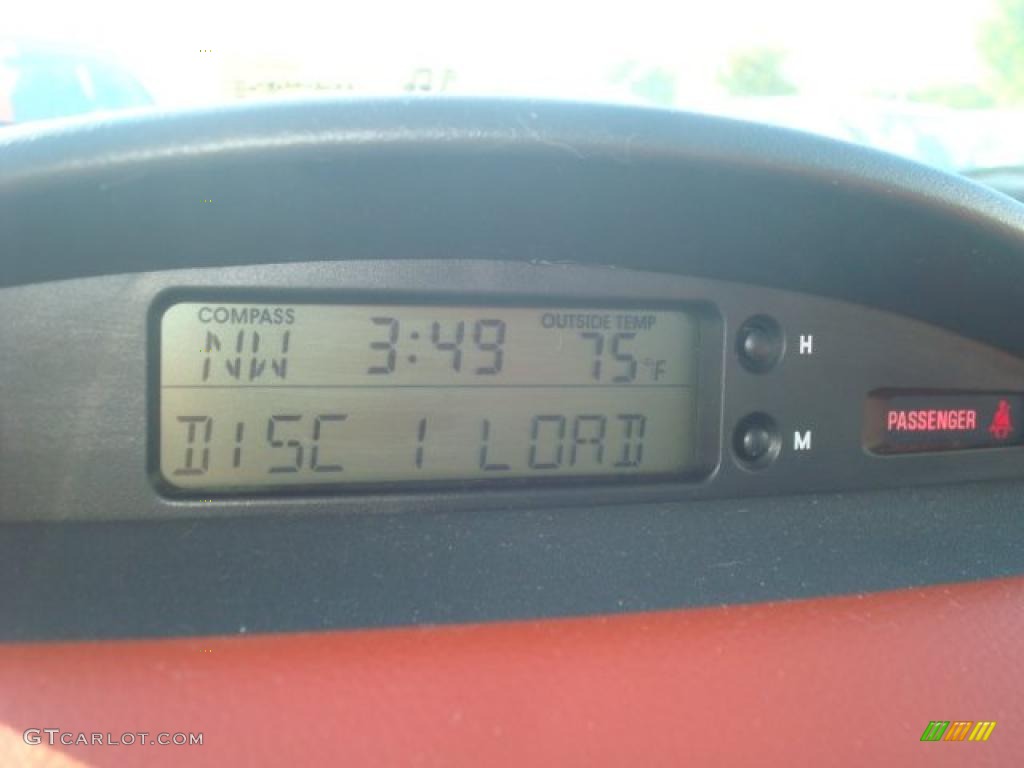 COMPASS OUTSIDE TEMP
NW 3:49 75°F H
DISC 1 LOAD M
PASSENGER
GTCARLOT.COM